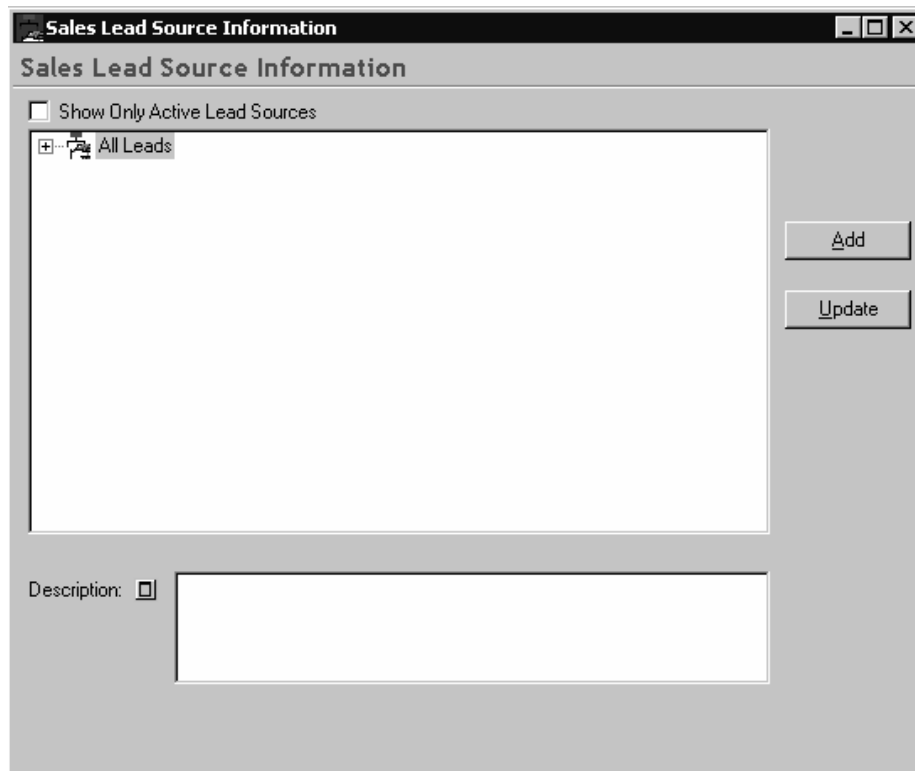 Sales Lead Source Information
Sales Lead Source Information
Show Only Active Lead Sources
All Leads
Add
Update
Description: